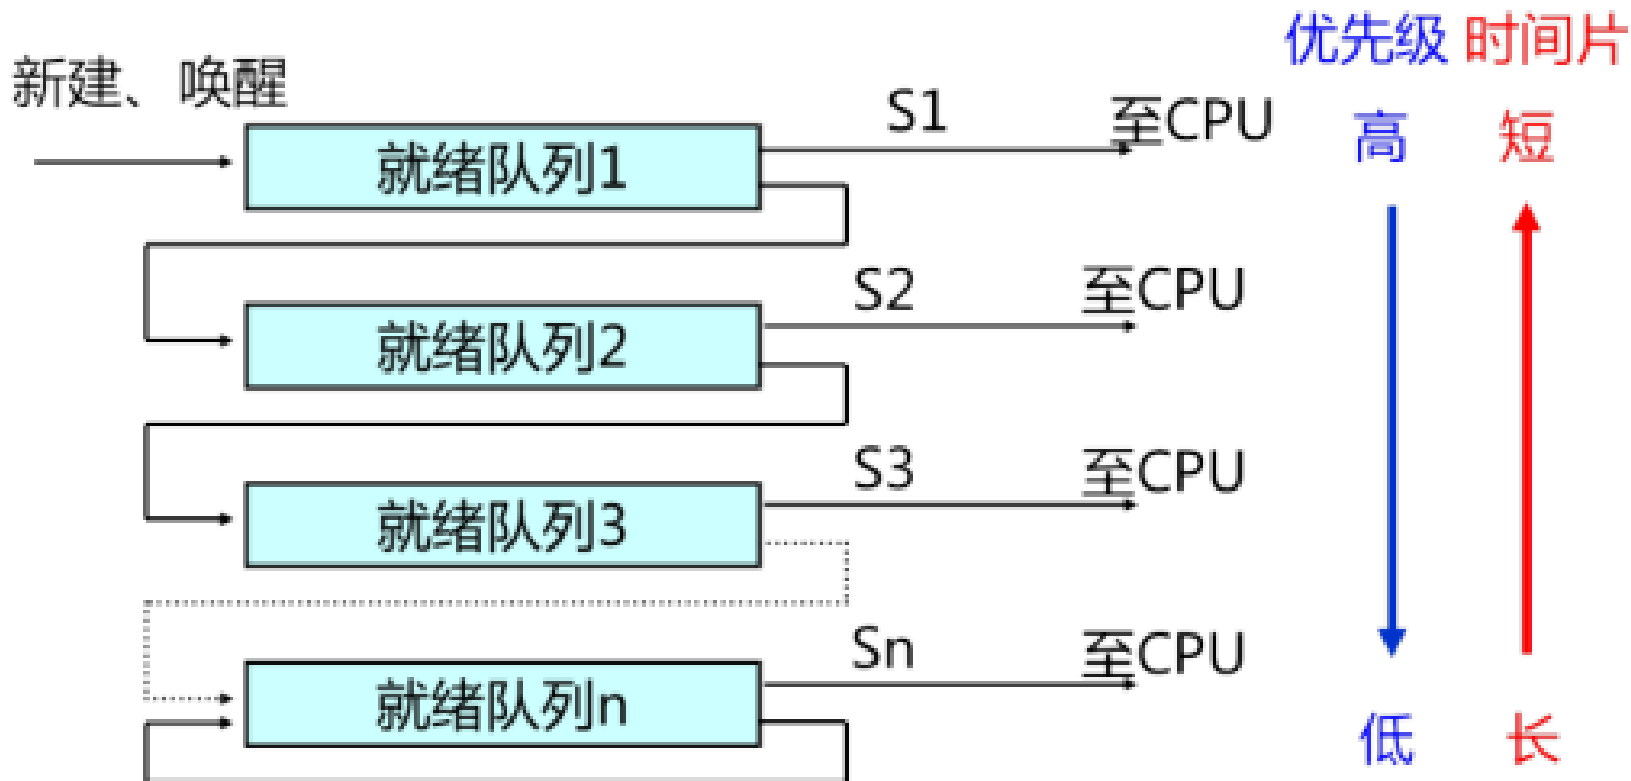 优先级 时间片
新建、唤醒
S1 至CPU
高 短
就绪队列1
S2 至CPU
就绪队列2
S3 至CPU
就绪队列3
Sn 至CPU
就绪队列n
低 长